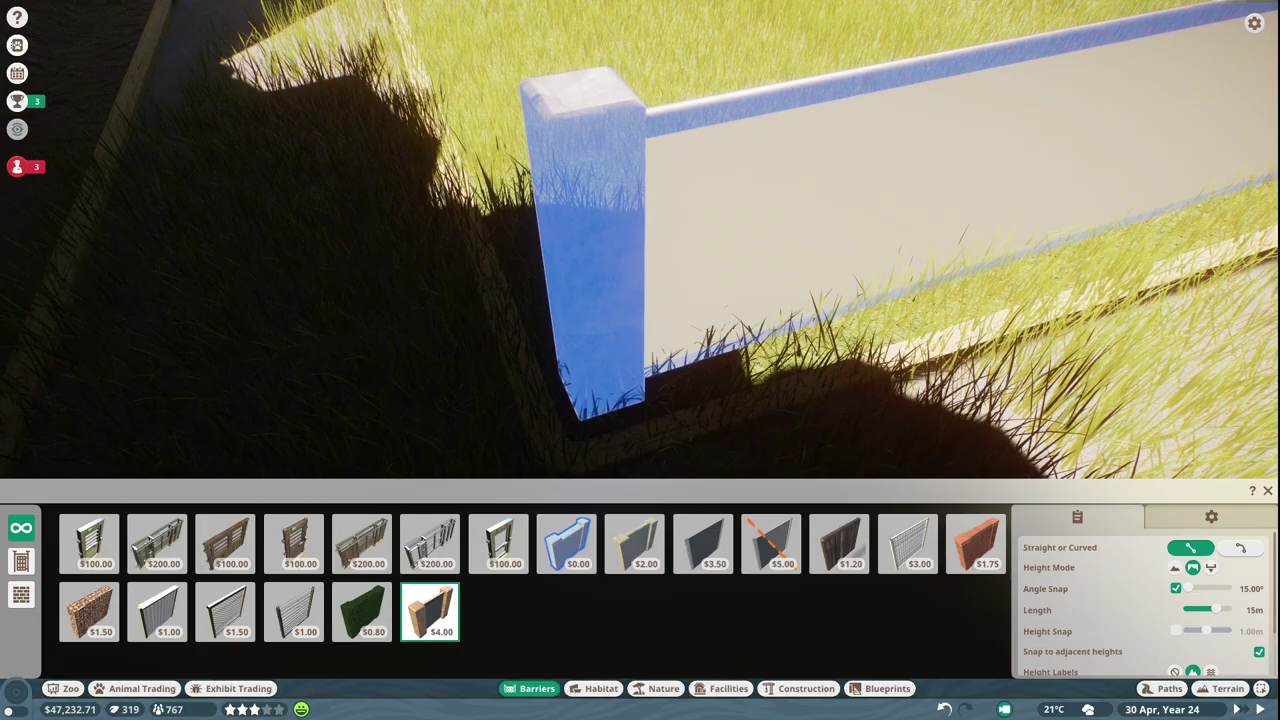 ?
3
3
? ×
$100.00 $200.00 $100.00 $100.00 $200.00 $200.00 $100.00 $0.00 $2.00 $3.50 $5.00 $1.20 $3.00 $1.75
$1.50 $1.00 $1.50 $1.00 $0.80 $4.00
Straight or Curved
Height Mode
Angle Snap 15.00°
Length 15m
Height Snap 1.00m
Snap to adjacent heights
Height Labels
Zoo Animal Trading Exhibit Trading Barriers Habitat Nature Facilities Construction Blueprints Paths Terrain
$47,232.71 319 767 21°C 30 Apr, Year 24